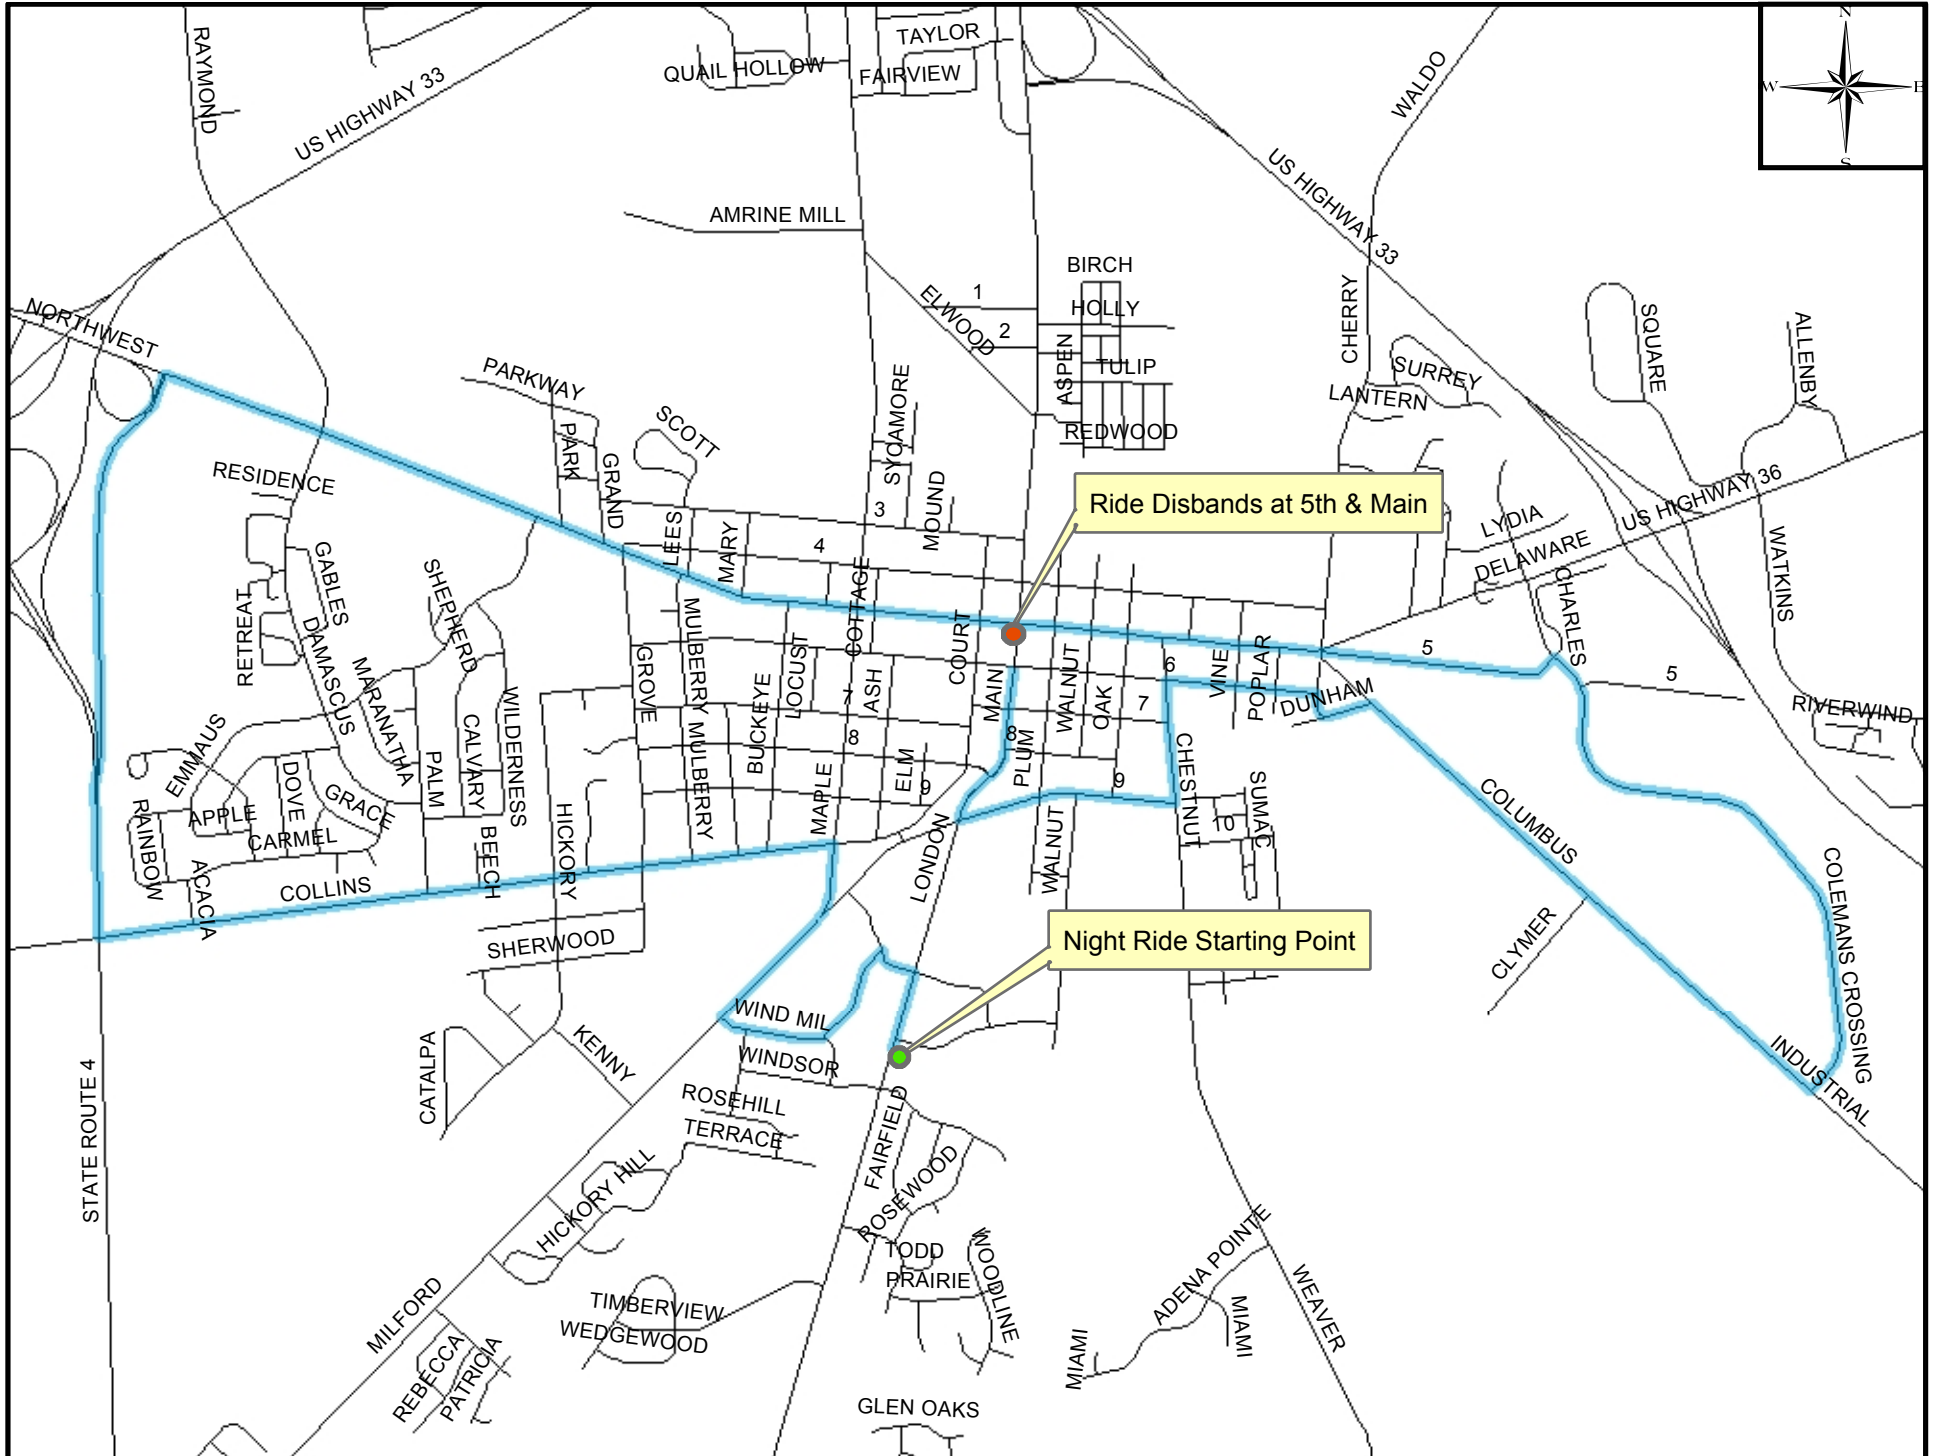 N
W
E
S
RAYMOND
US HIGHWAY 33
QUAIL HOLLOW
TAYLOR
FAIRVIEW
WALDO
US HIGHWAY 33
AMRINE MILL
BIRCH
ELWOOD
1
HOLLY
2
CHERRY
NORTHWEST
SQUARE
ALLENBY
ASPEN
TULIP
SURREY
PARKWAY
LANTERN
SYCAMORE
SCOTT
REDWOOD
PARK
RESIDENCE
GRAND
MOUND
3
Ride Disbands at 5th & Main
US HIGHWAY 36
LYDIA
DELAWARE
LEES
MARY
4
WATKINS
GABLES
SHEPHERD
COTTAGE
CHARLES
RETREAT
DAMASCUS
MULBERRY
LOCUST
COURT
5
5
MARANATHA
GROVE
BUCKEYE
7
ASH
MAIN
WALNUT
OAK
6
7
VINE
POPLAR
DUNHAM
RIVERWIND
EMMAUS
PALM
CALVARY
WILDERNESS
MULBERRY
8
8
PLUM
CHESTNUT
DOVE
GRACE
MAPLE
ELM
9
9
SUMAC
COLUMBUS
RAINBOW
APPLE
CARMEL
HICKORY
BEECH
10
ACACIA
COLLINS
LONDON
WALNUT
COLEMANS CROSSING
SHERWOOD
Night Ride Starting Point
CLYMER
WIND MIL
KENNY
WINDSOR
CATALPA
INDUSTRIAL
STATE ROUTE 4
ROSEHILL
TERRACE
FAIRFIELD
HICKORY HILL
ROSEWOOD
TODD
PRAIRIE
WOODLINE
ADENA POINTE
WEAVER
MILFORD
TIMBERVIEW
WEDGEWOOD
MIAMI
MIAMI
REBECCA
PATRICIA
GLEN OAKS